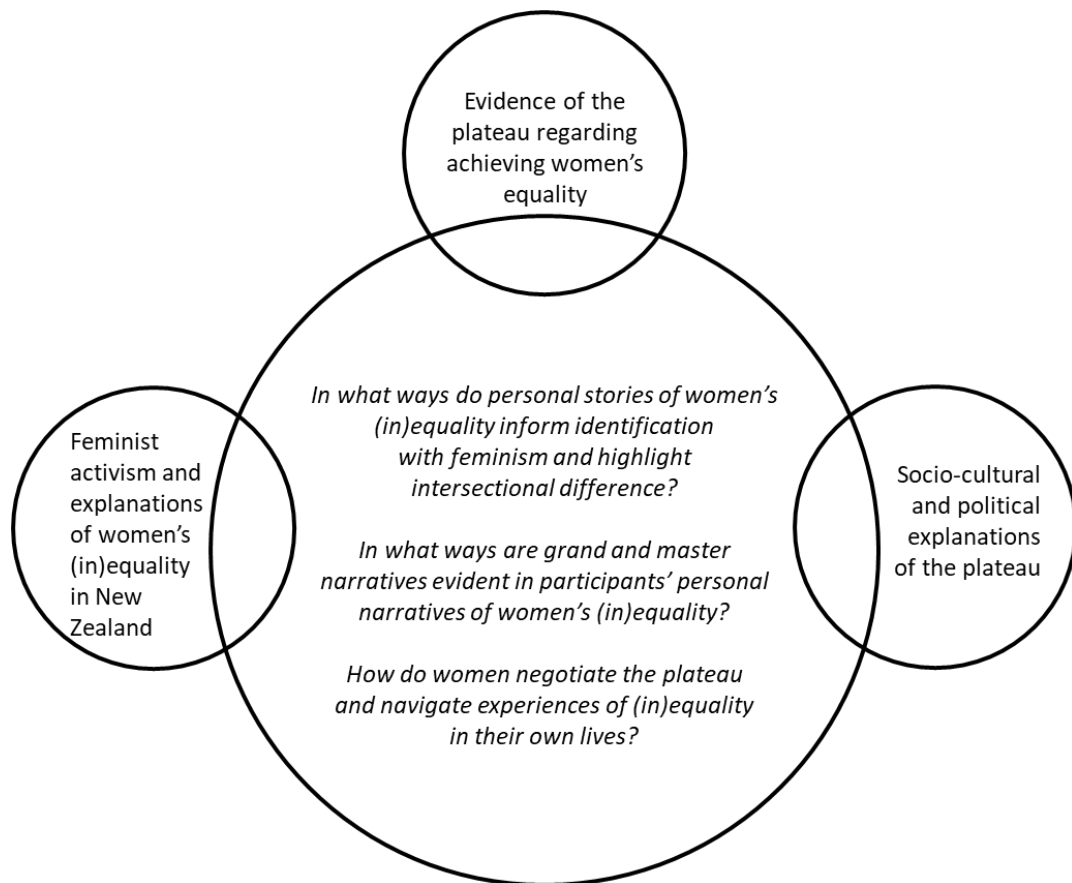 Evidence of the
plateau regarding
achieving women’s
equality
In what ways do personal stories of women’s
(in)equality inform identification
with feminism and highlight
intersectional difference?
In what ways are grand and master
narratives evident in participants’ personal
narratives of women’s (in)equality?
How do women negotiate the plateau
and navigate experiences of (in)equality
in their own lives?
Feminist
activism and
explanations
of women’s
(in)equality
in New
Zealand
Socio-cultural
and political
explanations
of the plateau